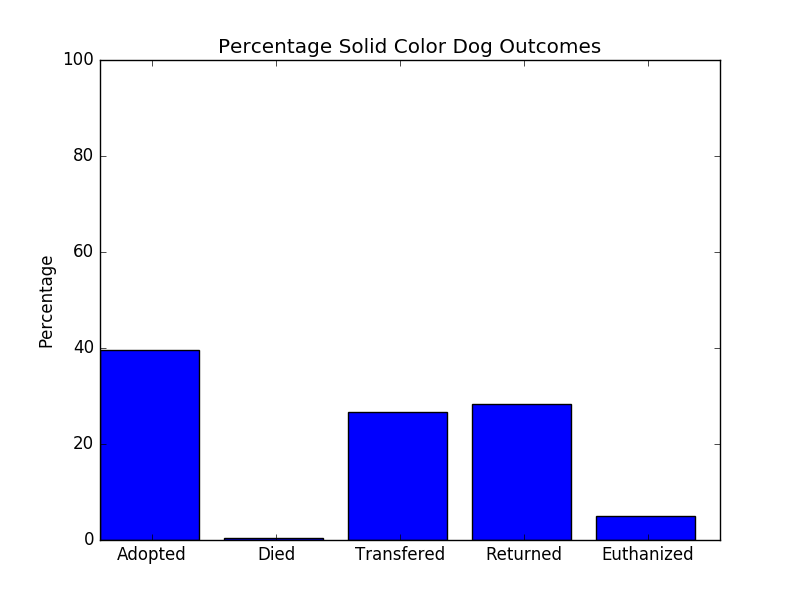 Percentage Solid Color Dog Outcomes
100
80
60
40
20
0
Percentage
Adopted Died Transfered Returned Euthanized